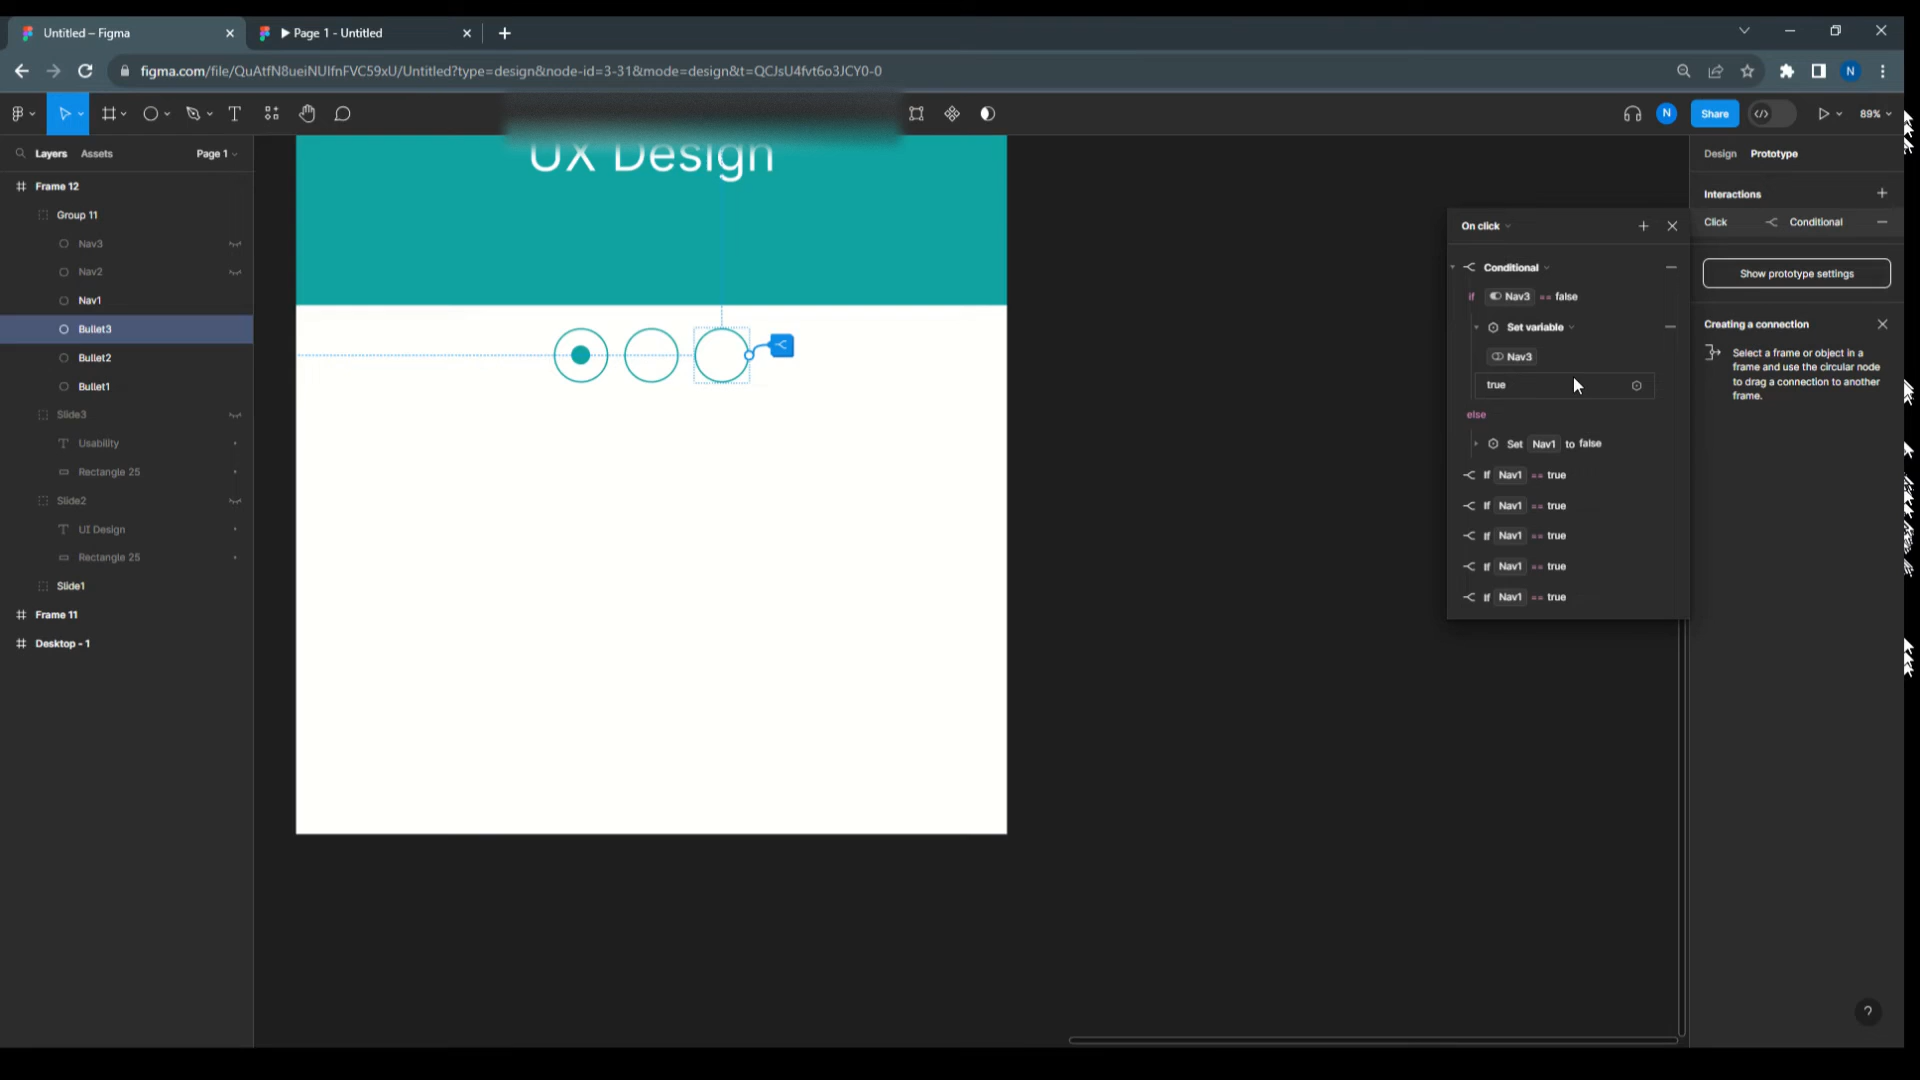 Untitled – Figma
Page 1 - Untitled
figma.com/file/QuAtfN8ueiNUlfnFVC59xU/Untitled?type=design&node-id=3-31&mode=design&t=QCJsU4fvt6o3JCY0-0
N
N
Share
89%
Layers
Assets
Page 1
Frame 12
Group 11
Nav3
Nav2
Nav1
Bullet3
Bullet2
Bullet1
Slide3
Usability
Rectangle 25
Slide2
UI Design
Rectangle 25
Slide1
Frame 11
Desktop - 1
UX Design
On click
Conditional
if Nav3 == false
Set variable
Nav3
true
else
Set Nav1 to false
If Nav1 == true
If Nav1 == true
If Nav1 == true
If Nav1 == true
If Nav1 == true
Design
Prototype
Interactions
Click
Conditional
Show prototype settings
Creating a connection
Select a frame or object in a
frame and use the circular node
to drag a connection to another
frame.
?